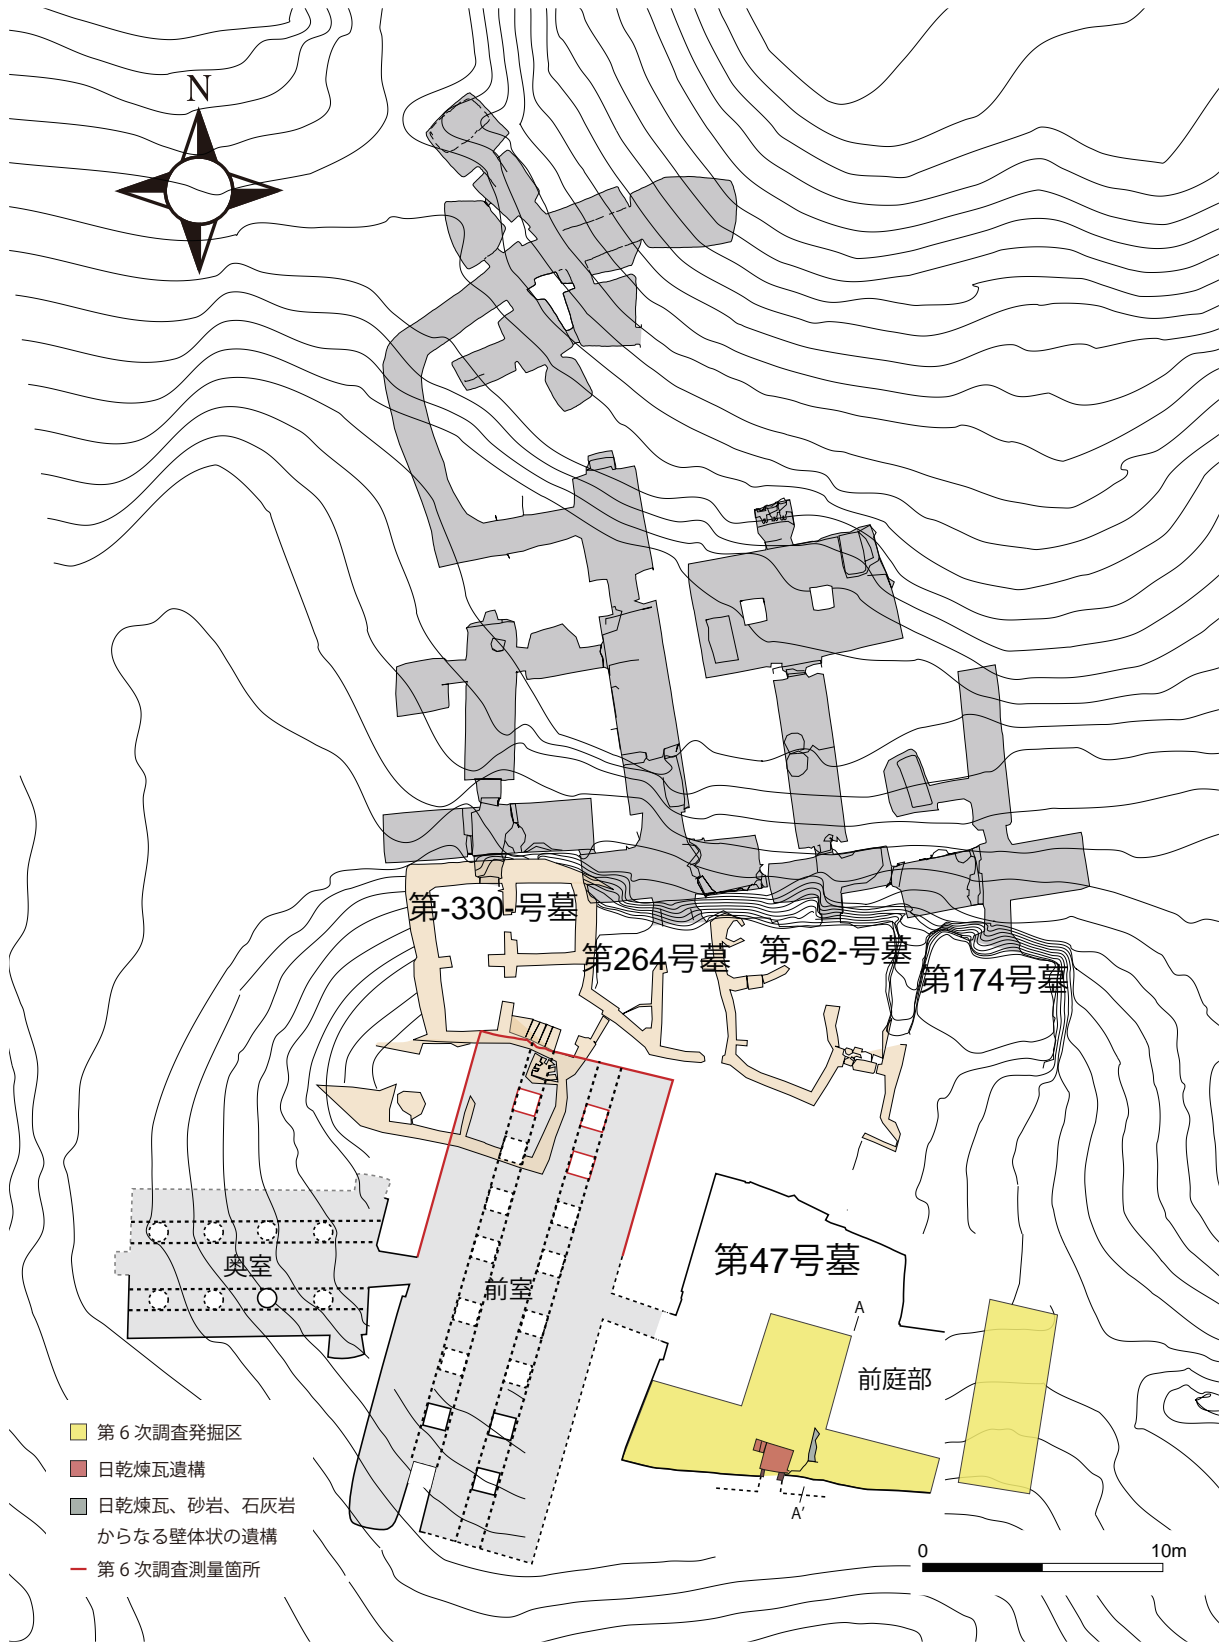 N
第-330-号墓
第264号墓
第-62-号墓
第174号墓
第47号墓
奥室
前室
A
前庭部
A'
第6次調査発掘区
日乾煉瓦遺構
日乾煉瓦、砂岩、石灰岩
からなる壁体状の遺構
第6次調査測量箇所
0 10m